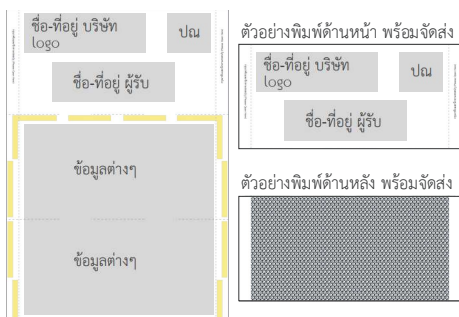 ชื่อ-ที่อยู่ บริษัท
logo
ปณ
ชื่อ-ที่อยู่ ผู้รับ
ข้อมูลต่างๆ
ข้อมูลต่างๆ
ตัวอย่างพิมพ์ด้านหน้า พร้อมจัดส่ง
ชื่อ-ที่อยู่ บริษัท
logo
ปณ
ชื่อ-ที่อยู่ ผู้รับ
ตัวอย่างพิมพ์ด้านหลัง พร้อมจัดส่ง